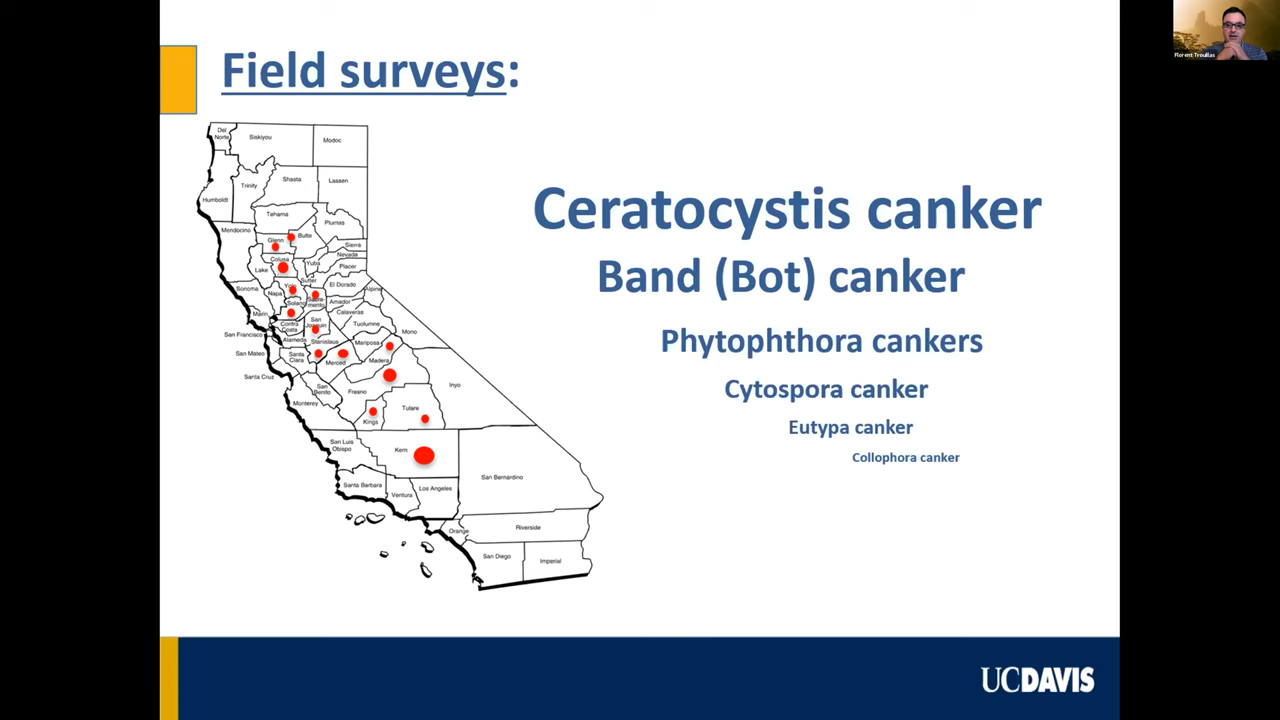 Field surveys:
Florent Trouillas
Del
Norte
Siskiyou
Modoc
Trinity
Shasta
Lassen
Humboldt
Tehama
Plumas
Mendocino
Glenn
Butte
Sierra
Nevada
Colusa
Yuba
Placer
Lake
Sutter
El Dorado
Sonoma
Napa
Yolo
Alpine
Amador
Marin
Solano
Calaveras
Contra
Costa
San
Joaquin
Tuolumne
Mono
San Francisco
Alameda
Stanislaus
Mariposa
San Mateo
Santa
Clara
Merced
Madera
Santa Cruz
San
Benito
Fresno
Inyo
Monterey
Tulare
Kings
San Luis
Obispo
Kern
San Bernardino
Santa Barbara
Ventura
Los Angeles
Orange
Riverside
San Diego
Imperial
Ceratocystis canker
Band (Bot) canker
Phytophthora cankers
Cytospora canker
Eutypa canker
Collophora canker
UCDAVIS